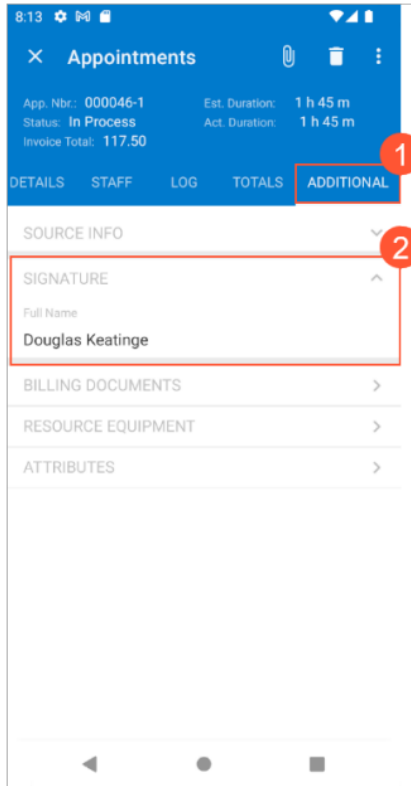 8:13
Appointments
App. Nbr.: 000046-1 Est. Duration: 1 h 45 m
Status: In Process Act. Duration: 1 h 45 m
Invoice Total: 117.50
1
DETAILS STAFF LOG TOTALS ADDITIONAL
SOURCE INFO
2
SIGNATURE
Full Name
Douglas Keatinge
BILLING DOCUMENTS
RESOURCE EQUIPMENT
ATTRIBUTES